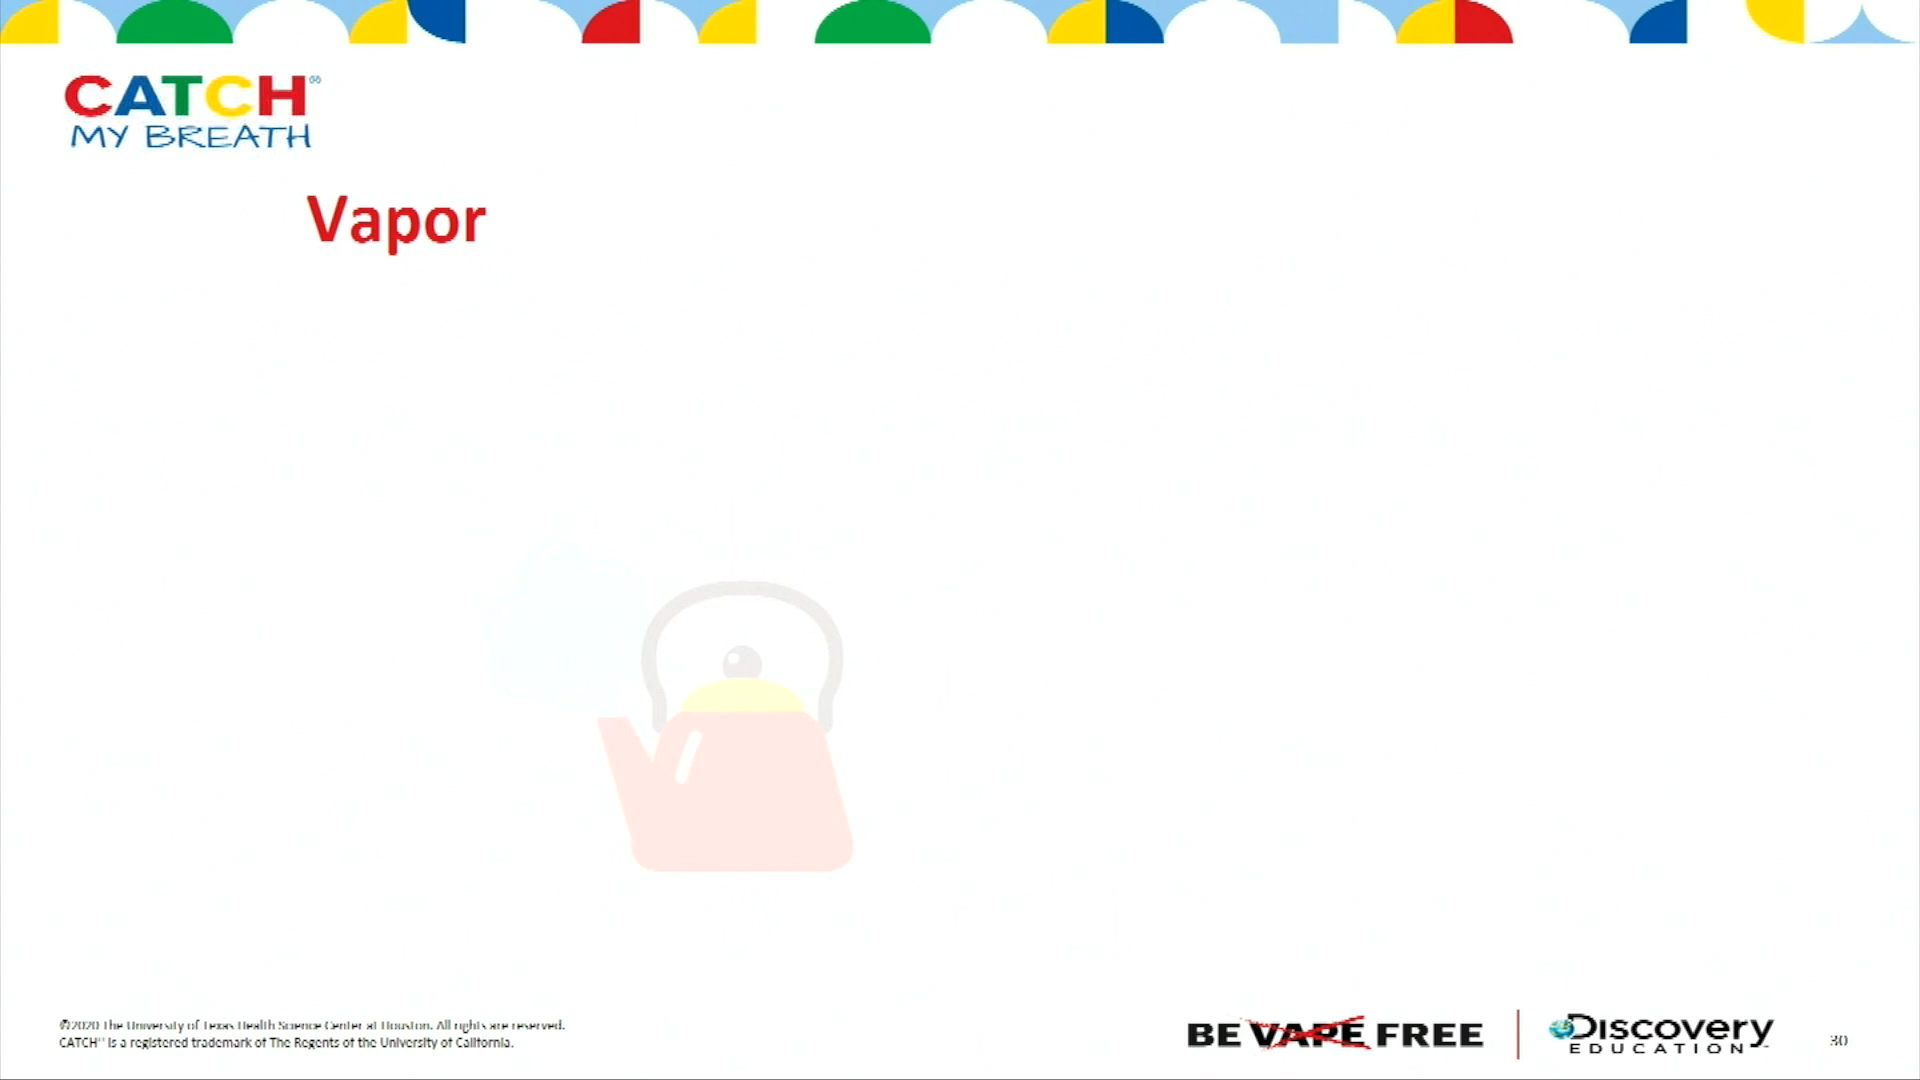 CATCH®
MY BREATH
Vapor
©2020 The University of Texas Health Science Center at Houston. All rights are reserved.
CATCH® is a registered trademark of The Regents of the University of California.
BE VAPE FREE
Discovery
EDUCATION
30